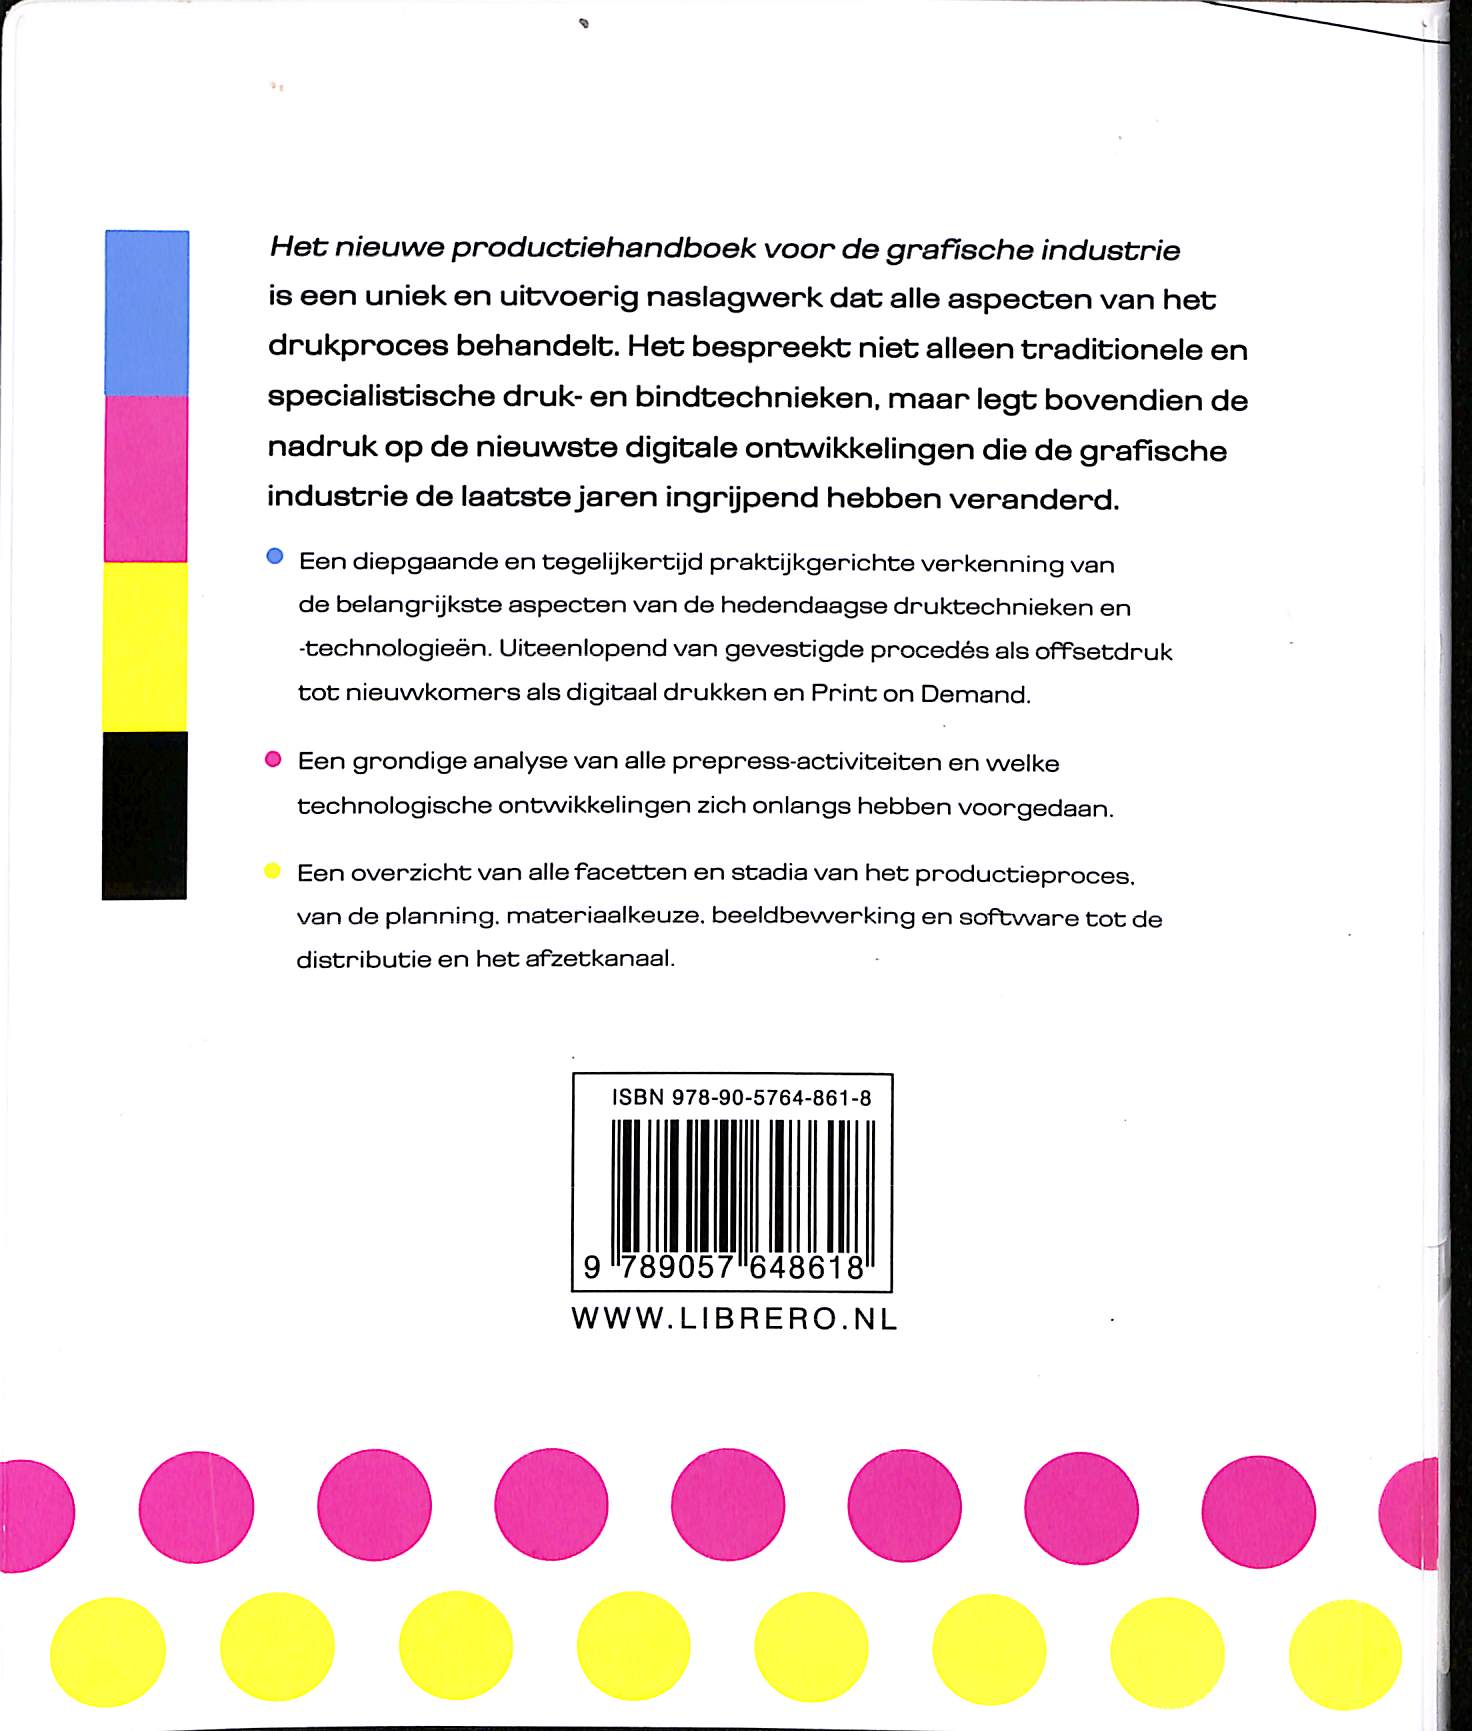 Het nieuwe productiehandboek voor de grafische industrie
is een uniek en uitvoerig naslagwerk dat alle aspecten van het
drukproces behandelt. Het bespreekt niet alleen traditionele en
specialistische druk- en bindtechnieken, maar legt bovendien de
nadruk op de nieuwste digitale ontwikkelingen die de grafische
industrie de laatste jaren ingrijpend hebben veranderd.
Een diepgaande en tegelijkertijd praktijkgerichte verkenning van
de belangrijkste aspecten van de hedendaagse druktechnieken en
-technologieën. Uiteenlopend van gevestigde procedés als offsetdruk
tot nieuwkomers als digitaal drukken en Print on Demand.
Een grondige analyse van alle prepress-activiteiten en welke
technologische ontwikkelingen zich onlangs hebben voorgedaan.
Een overzicht van alle facetten en stadia van het productieproces,
van de planning, materiaalkeuze, beeldbewerking en software tot de
distributie en het afzetkanaal.
ISBN 978-90-5764-861-8
9 789057 648618
WWW.LIBRERO.NL